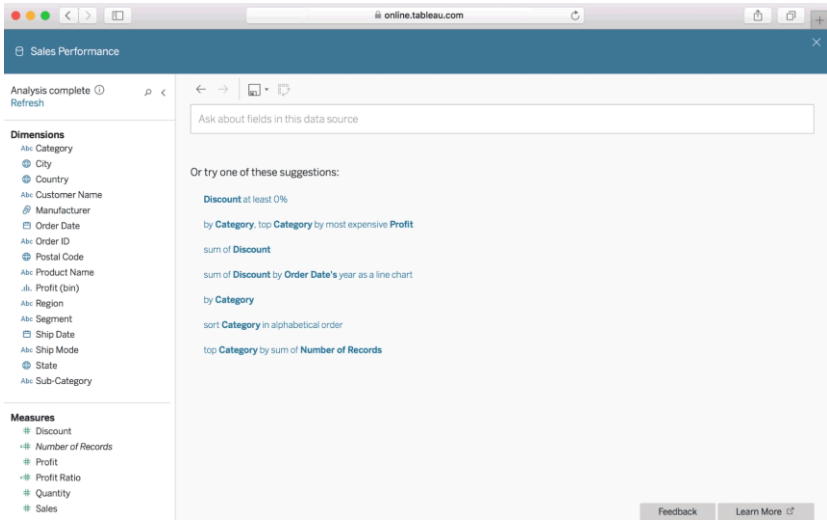 online.tableau.com
Sales Performance
Analysis complete
Refresh
Dimensions
Abc Category
City
Country
Abc Customer Name
Manufacturer
Order Date
Abc Order ID
Postal Code
Abc Product Name
Profit (bin)
Abc Region
Abc Segment
Ship Date
Abc Ship Mode
State
Abc Sub-Category
Measures
# Discount
=# Number of Records
# Profit
=# Profit Ratio
# Quantity
# Sales
Ask about fields in this data source
Or try one of these suggestions:
Discount at least 0%
by Category, top Category by most expensive Profit
sum of Discount
sum of Discount by Order Date's year as a line chart
by Category
sort Category in alphabetical order
top Category by sum of Number of Records
Feedback
Learn More